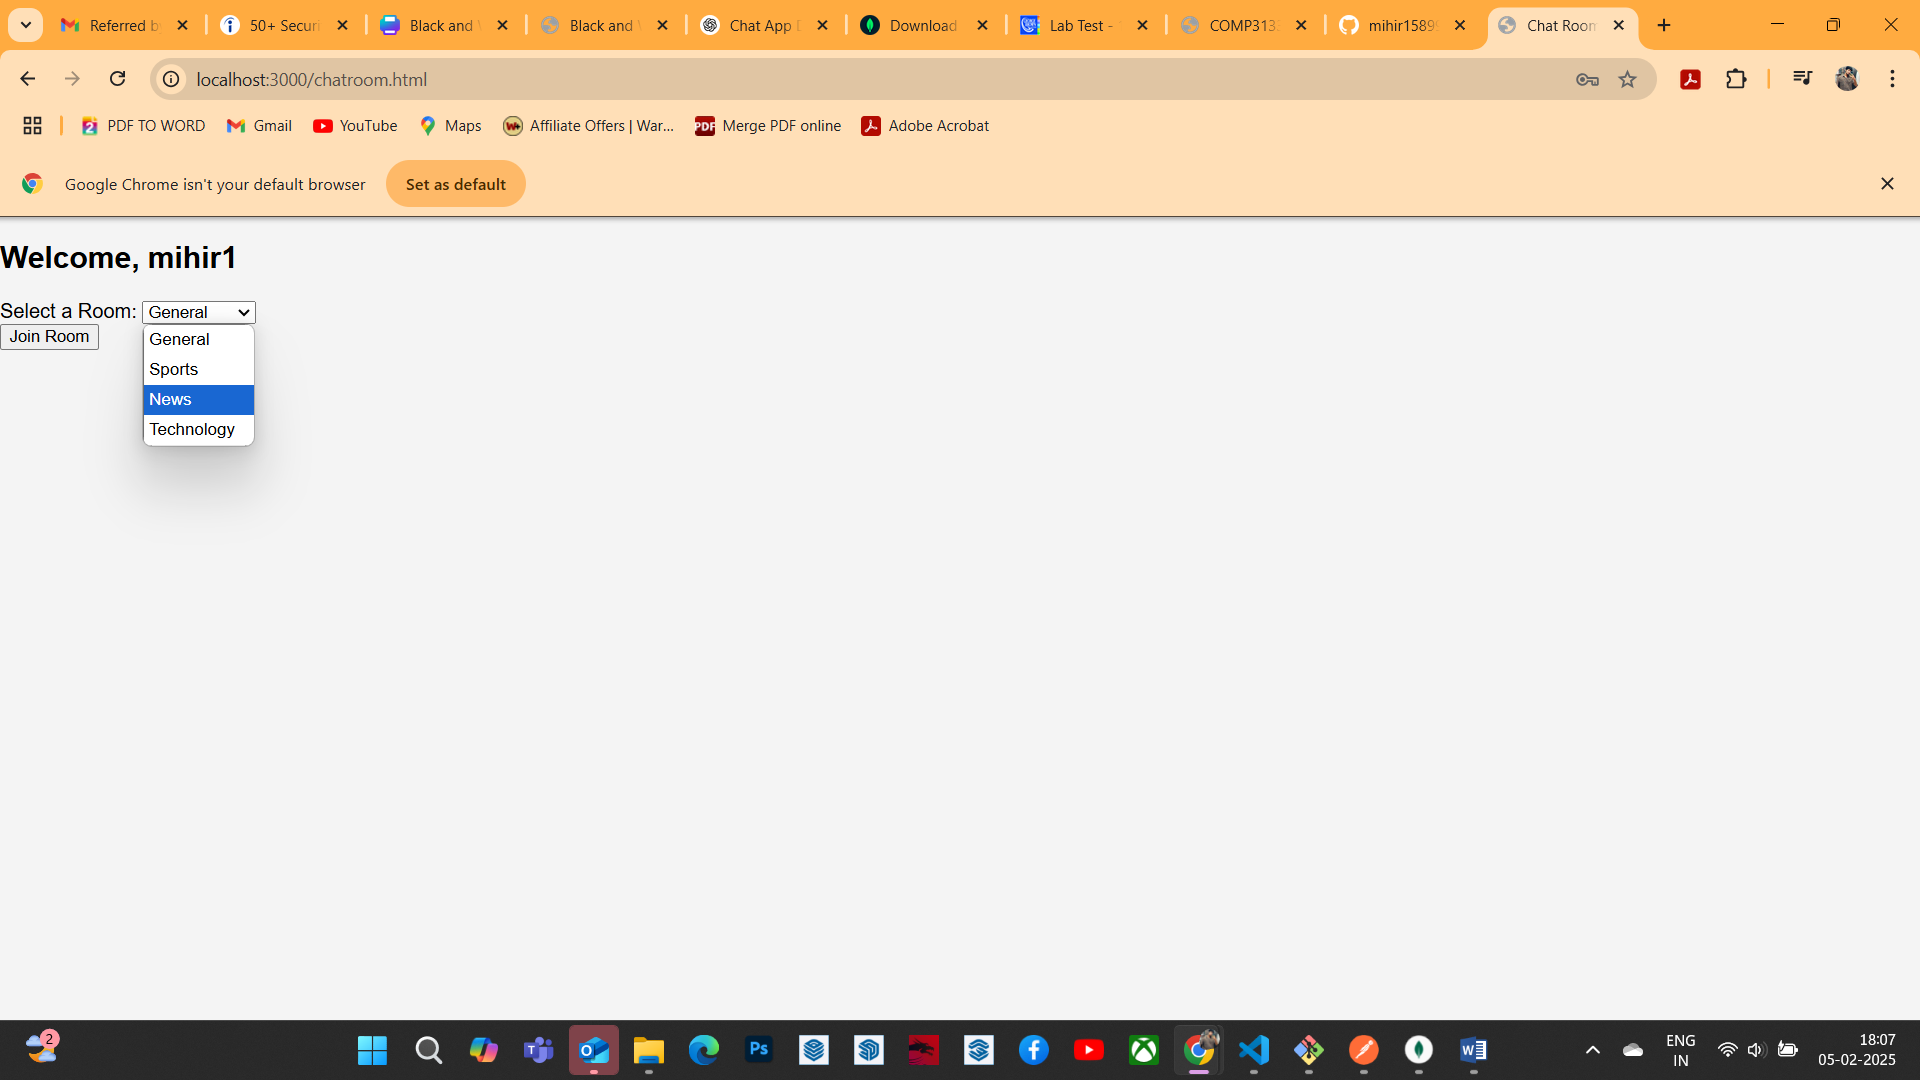 Referred b
50+ Securi
Black and
Black and
Chat App D
Download
Lab Test -
COMP313
mihir1589
Chat Room
localhost:3000/chatroom.html
PDF TO WORD
Gmail
YouTube
Maps
Affiliate Offers | War...
PDF
Merge PDF online
Adobe Acrobat
Google Chrome isn't your default browser
Set as default
Welcome, mihir1
Select a Room:
General
Join Room
General
Sports
News
Technology
2
Ps
ENG
IN
18:07
05-02-2025